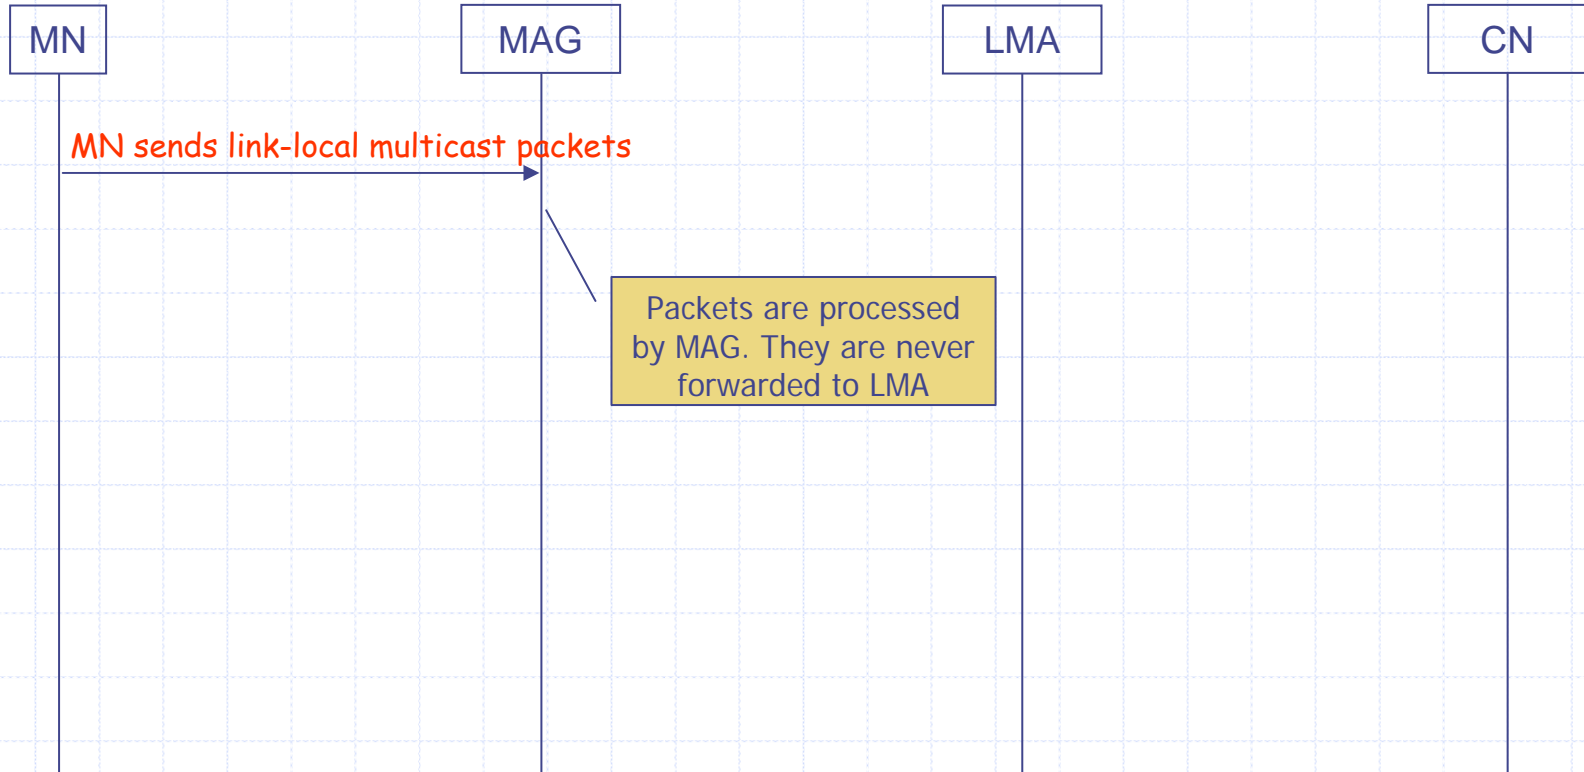 MN
MAG
LMA
CN
MN sends link-local multicast packets
Packets are processed
by MAG. They are never
forwarded to LMA